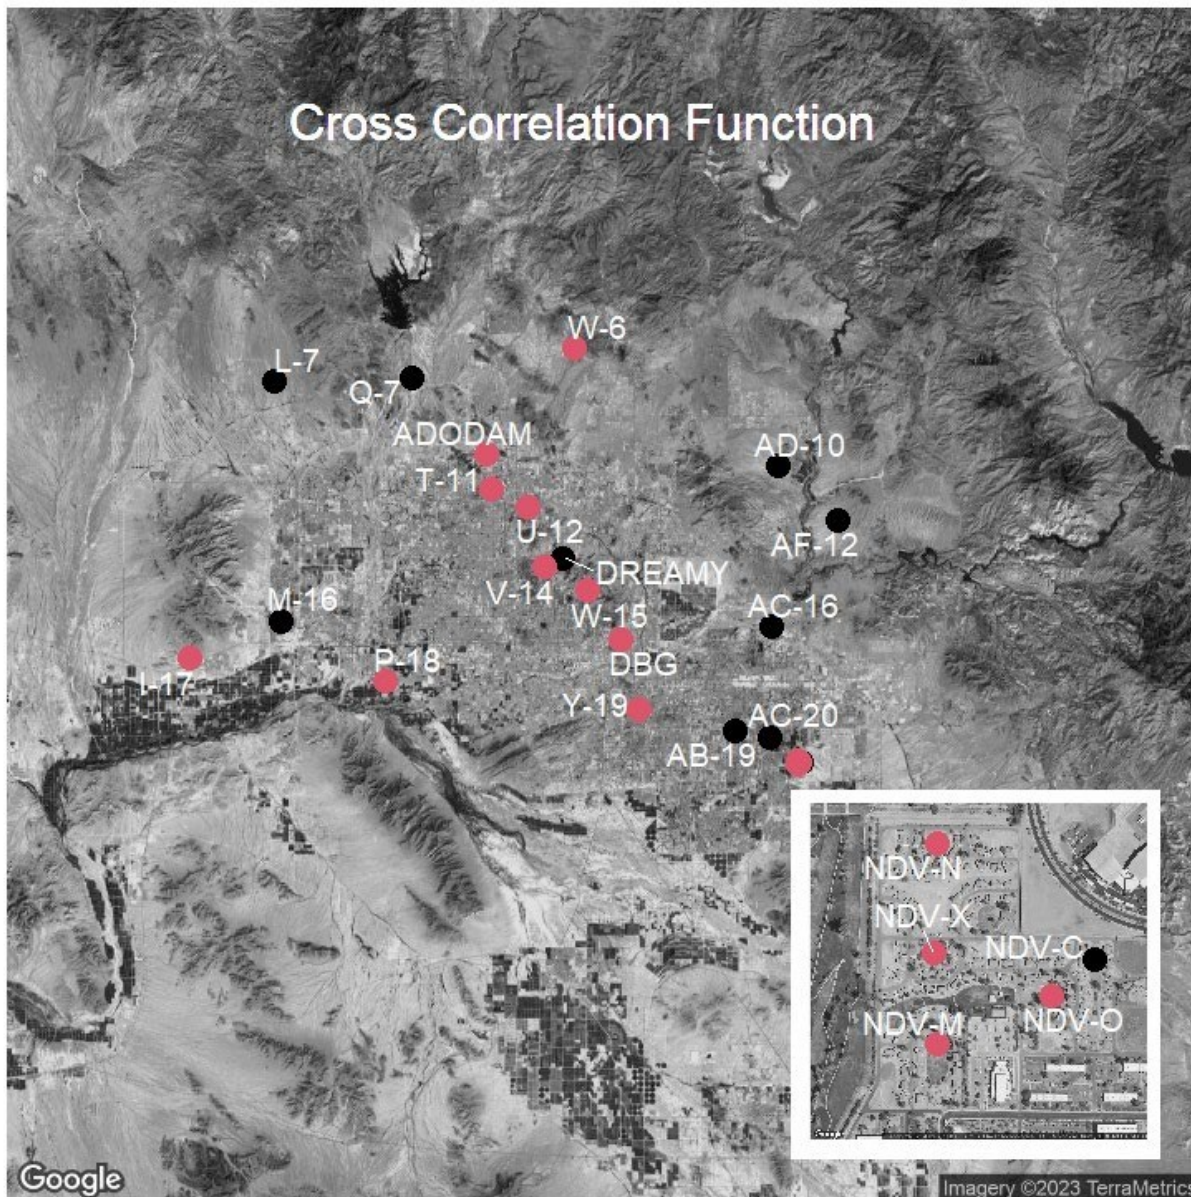 Cross Correlation Function
W-6
L-7
Q-7
ADODAM
AD-10
T-11
U-12
AF-12
DREAMY
V-14
M-16
AC-16
W-15
DBG
P-18
I-17
Y-19
AC-20
AB-19
NDV-N
NDV-X
NDV-C
NDV-M
NDV-O
Google
Imagery ©2023 TerraMetrics